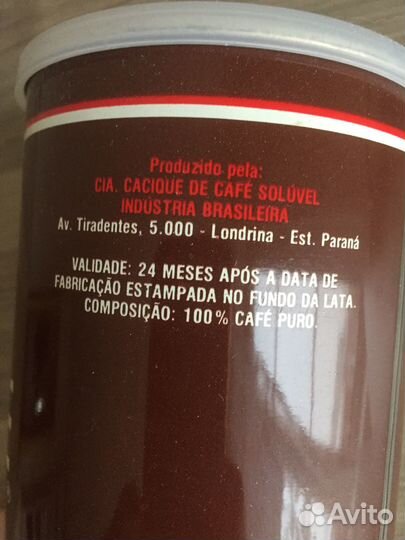 Produzido pela:
CIA. CACIQUE DE CAFÉ SOLÚVEL
INDÚSTRIA BRASILEIRA
Av. Tiradentes, 5.000 - Londrina - Est. Paraná
VALIDADE: 24 MESES APÓS A DATA DE
FABRICAÇÃO ESTAMPADA NO FUNDO DA LATA.
COMPOSIÇÃO: 100% CAFÉ PURO.
Avito